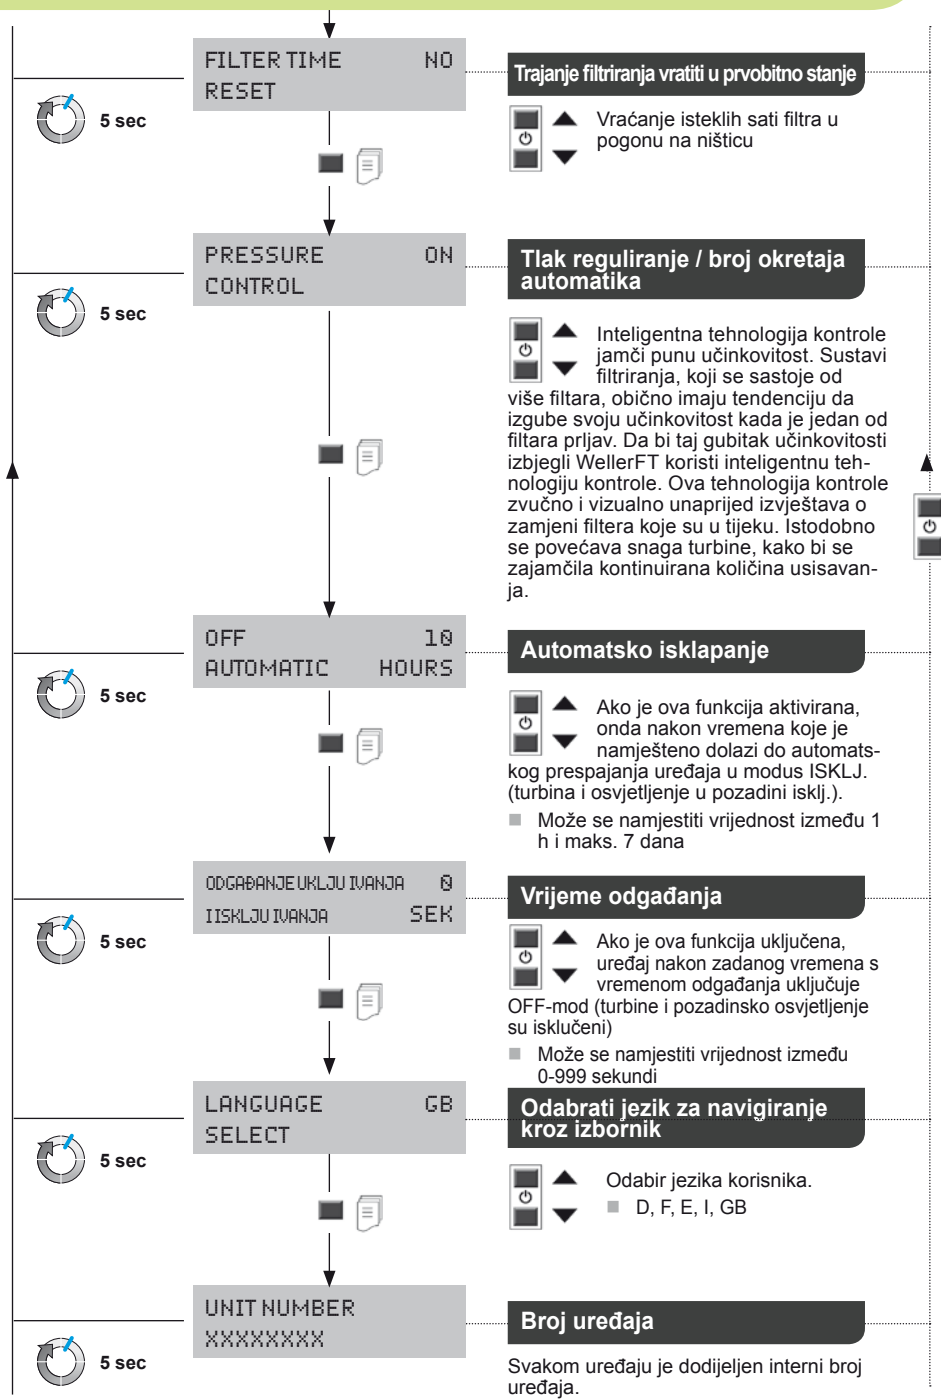 FILTER TIME NO
RESET
5 sec
Trajanje filtriranja vratiti u prvobitno stanje
Vraćanje isteklih sati filtra u
pogonu na ništicu
PRESSURE ON
CONTROL
5 sec
Tlak reguliranje / broj okretaja
automatika
Inteligentna tehnologija kontrole
jamči punu učinkovitost. Sustavi
filtriranja, koji se sastoje od
više filtara, obično imaju tendenciju da
izgube svoju učinkovitost kada je jedan od
filtara prljav. Da bi taj gubitak učinkovitosti
izbjegli WellerFT koristi inteligentnu teh-
nologiju kontrole. Ova tehnologija kontrole
zvučno i vizualno unaprijed izvještava o
zamjeni filtera koje su u tijeku. Istodobno
se povećava snaga turbine, kako bi se
zajamčila kontinuirana količina usisavan-
ja.
OFF 10
AUTOMATIC HOURS
5 sec
Automatsko isklapanje
Ako je ova funkcija aktivirana,
onda nakon vremena koje je
namješteno dolazi do automats-
kog prespajanja uređaja u modus ISKLJ.
(turbina i osvjetljenje u pozadini isklj.).
Može se namjestiti vrijednost između 1
h i maks. 7 dana
ODGAĐANJE UKLJU IVANJA 0
I ISKLJU IVANJA SEK
5 sec
Vrijeme odgađanja
Ako je ova funkcija uključena,
uređaj nakon zadanog vremena s
vremenom odgađanja uključuje
OFF-mod (turbine i pozadinsko osvjetljenje
su isklučeni)
Može se namjestiti vrijednost između
0-999 sekundi
LANGUAGE GB
SELECT
5 sec
Odabrati jezik za navigiranje
kroz izbornik
Odabir jezika korisnika.
D, F, E, I, GB
UNIT NUMBER
XXXXXXXX
5 sec
Broj uređaja
Svakom uređaju je dodijeljen interni broj
uređaja.